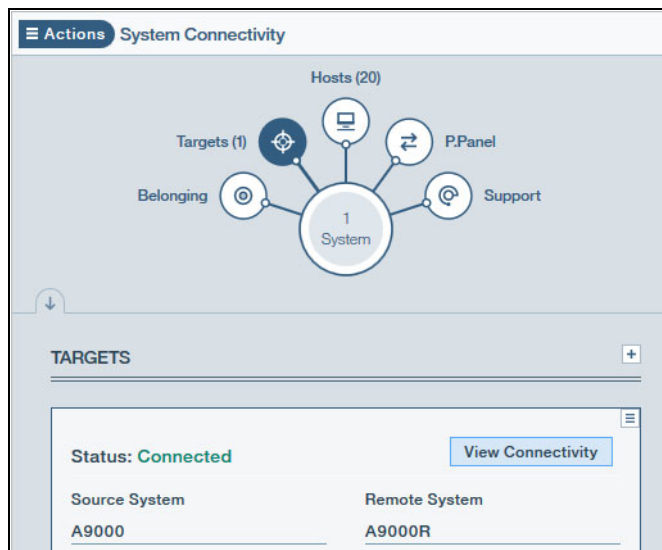 Actions System Connectivity
Hosts (20)
Targets (1)
P.Panel
Belonging
Support
1
System
TARGETS
Status: Connected
View Connectivity
Source System
Remote System
A9000
A9000R